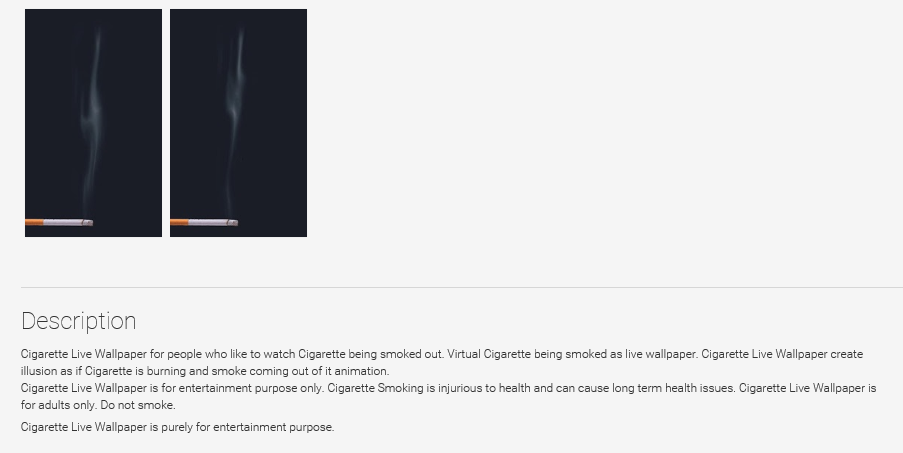 Description
Cigarette Live Wallpaper for people who like to watch Cigarette being smoked out. Virtual Cigarette being smoked as live wallpaper. Cigarette Live Wallpaper create
illusion as if Cigarette is burning and smoke coming out of it animation.
Cigarette Live Wallpaper is for entertainment purpose only. Cigarette Smoking is injurious to health and can cause long term health issues. Cigarette Live Wallpaper is
for adults only. Do not smoke.
Cigarette Live Wallpaper is purely for entertainment purpose.